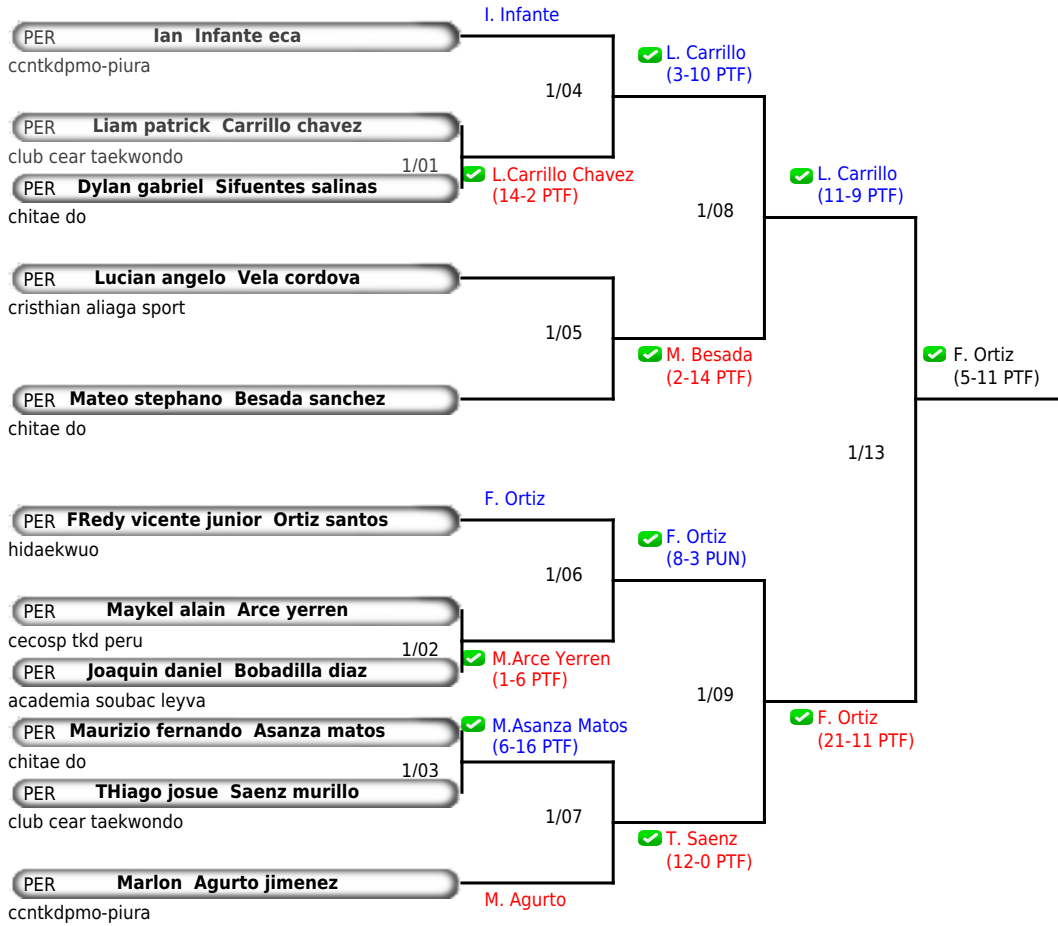 I. Infante
PER Ian Infante eca
ccntkdpmo-piura
L. Carrillo
(3-10 PTF)
1/04
PER Liam patrick Carrillo chavez
club cear taekwondo
1/01
L.Carrillo Chavez
(14-2 PTF)
PER Dylan gabriel Sifuentes salinas
chitae do
L. Carrillo
(11-9 PTF)
1/08
PER Lucian angelo Vela cordova
cristhian aliaga sport
1/05
M. Besada
(2-14 PTF)
F. Ortiz
(5-11 PTF)
PER Mateo stephano Besada sanchez
chitae do
1/13
F. Ortiz
PER FRedy vicente junior Ortiz santos
hidaekwuo
F. Ortiz
(8-3 PUN)
1/06
PER Maykel alain Arce yerren
cecosp tkd peru
1/02
M.Arce Yerren
(1-6 PTF)
PER Joaquin daniel Bobadilla diaz
academia soubac leyva
1/09
PER Maurizio fernando Asanza matos
chitae do
M.Asanza Matos
(6-16 PTF)
F. Ortiz
(21-11 PTF)
1/03
PER THiago josue Saenz murillo
club cear taekwondo
1/07
T. Saenz
(12-0 PTF)
PER Marlon Agurto jimenez
ccntkdpmo-piura
M. Agurto